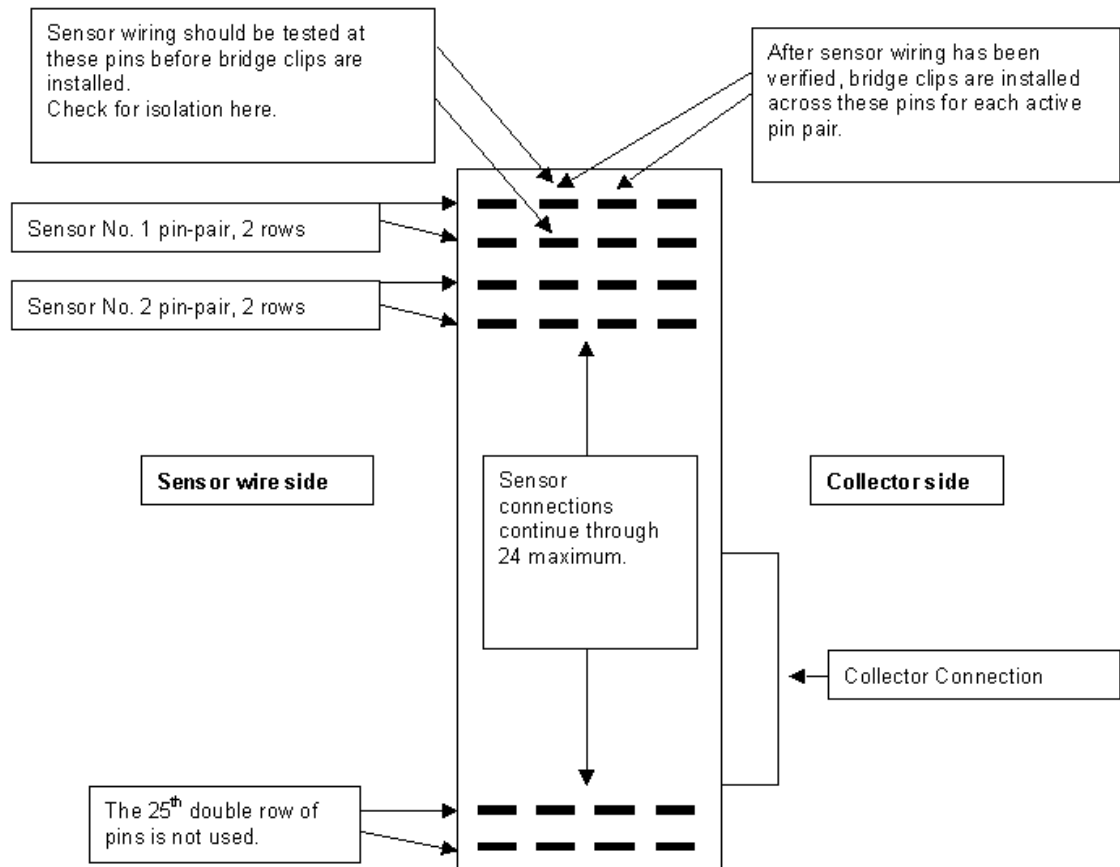 Sensor wiring should be tested at
these pins before bridge clips are
installed.
Check for isolation here.
After sensor wiring has been
verified, bridge clips are installed
across these pins for each active
pin pair.
Sensor No. 1 pin-pair, 2 rows
Sensor No. 2 pin-pair, 2 rows
Sensor wire side
Sensor
connections
continue through
24 maximum.
Collector side
Collector Connection
The 25th double row of
pins is not used.